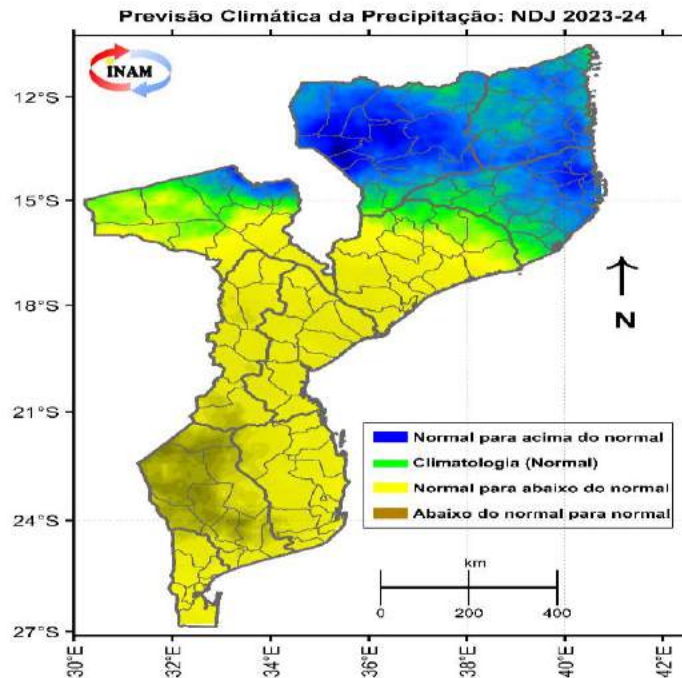 Previsão Climática da Precipitação: NDJ 2023-24
INAM
12°S
15°S
18°S
21°S
24°S
27°S
N
Normal para acima do normal
Climatologia (Normal)
Normal para abaixo do normal
Abaixo do normal para normal
km
0 200 400
30°E 32°E 34°E 36°E 38°E 40°E 42°E